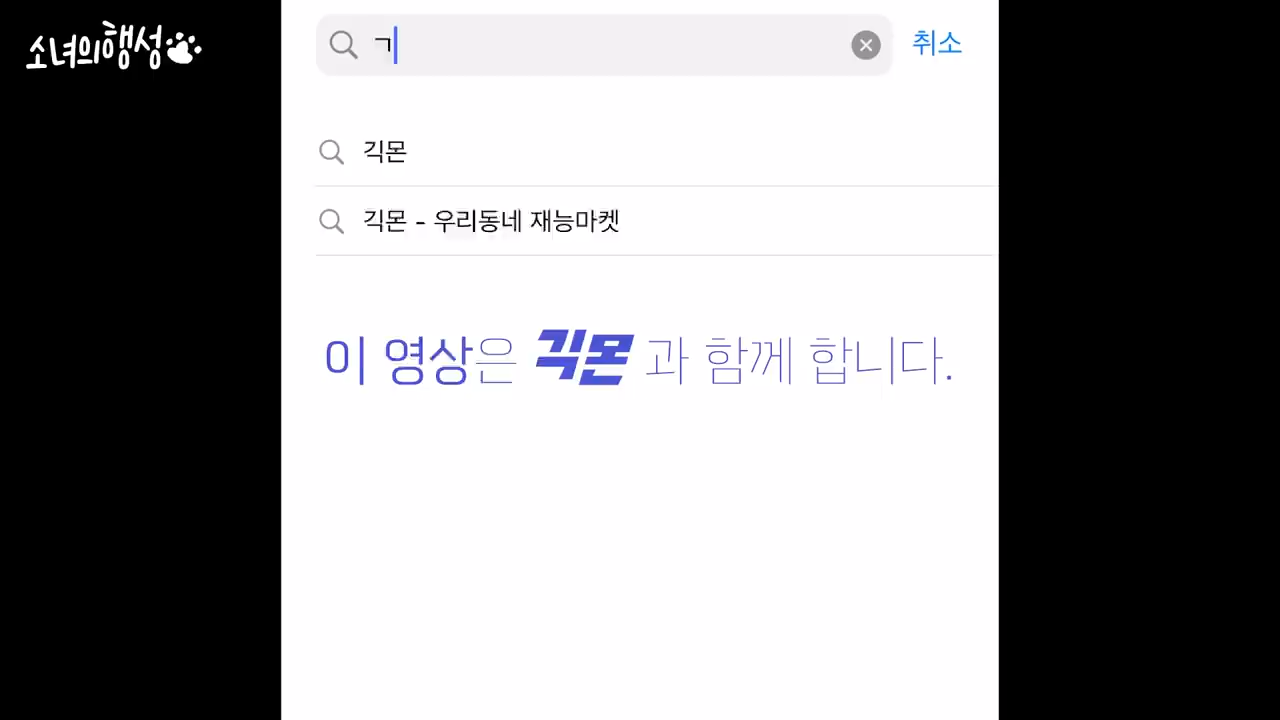 소녀의행성
ㄱ
취소
긱몬
긱몬 - 우리동네 재능마켓
이 영상은 긱몬 과 함께 합니다.